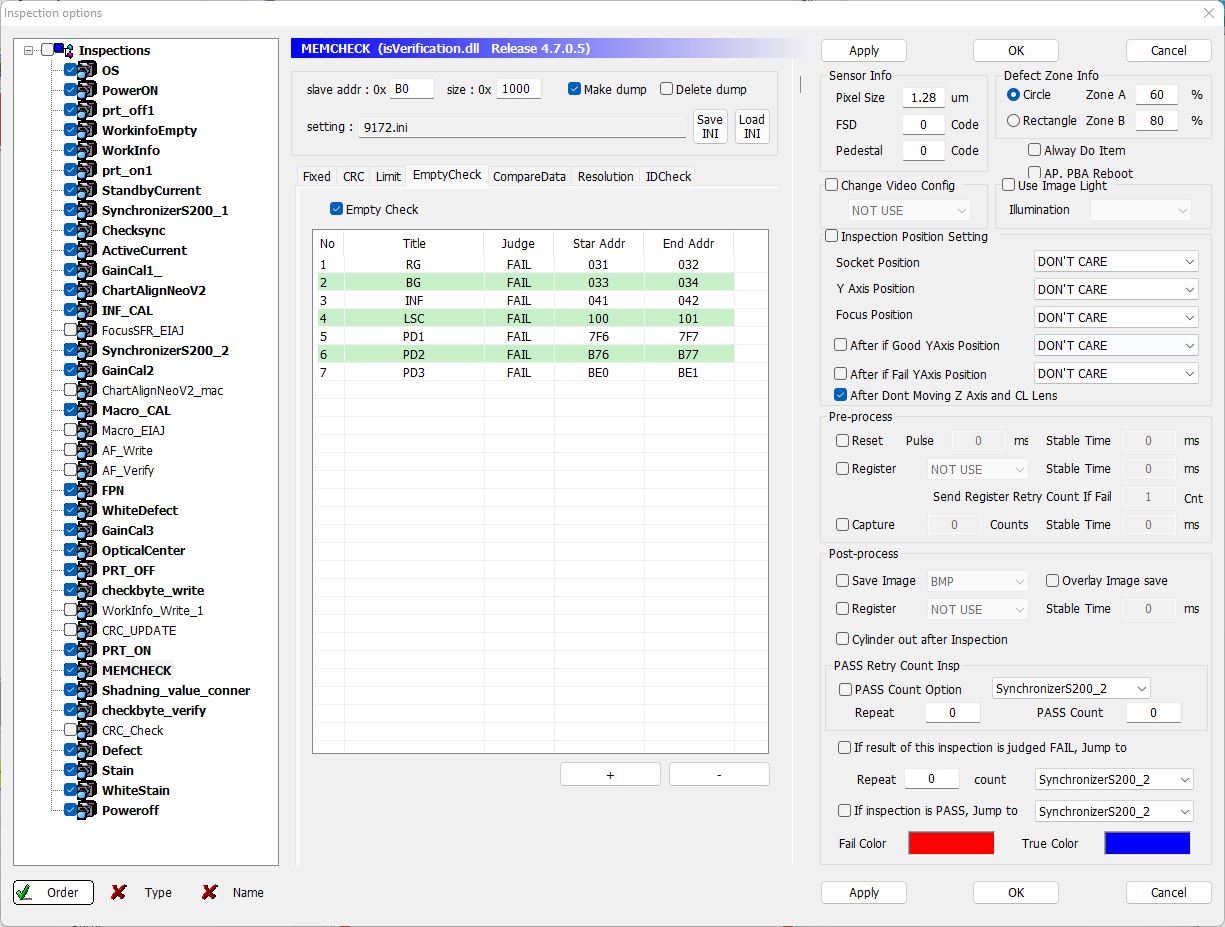 Inspection options
Inspections
OS
PowerON
prt_off1
WorkinfoEmpty
WorkInfo
prt_on1
StandbyCurrent
SynchronizerS200_1
Checksync
ActiveCurrent
GainCal1_
ChartAlignNeoV2
INF_CAL
FocusSFR_EIAJ
SynchronizerS200_2
GainCal2
ChartAlignNeoV2_mac
Macro_CAL
Macro_EIAJ
AF_Write
AF_Verify
FPN
WhiteDefect
GainCal3
OpticalCenter
PRT_OFF
checkbyte_write
WorkInfo_Write_1
CRC_UPDATE
PRT_ON
MEMCHECK
Shadning_value_conner
checkbyte_verify
CRC_Check
Defect
Stain
WhiteStain
Poweroff
Order Type Name
MEMCHECK (isVerification.dll Release 4.7.0.5)
slave addr : 0x B0 size : 0x 1000 Make dump Delete dump
setting : 9172.ini Save INI Load INI
Fixed CRC Limit EmptyCheck CompareData Resolution IDCheck
Empty Check
No Title Judge Star Addr End Addr
1 RG FAIL 031 032
2 BG FAIL 033 034
3 INF FAIL 041 042
4 LSC FAIL 100 101
5 PD1 FAIL 7F6 7F7
6 PD2 FAIL B76 B77
7 PD3 FAIL BE0 BE1
+ -
Apply OK Cancel
Sensor Info
Pixel Size 1.28 um
FSD 0 Code
Pedestal 0 Code
Defect Zone Info
Circle Zone A 60 %
Rectangle Zone B 80 %
Alway Do Item
AP, PBA Reboot
Change Video Config
NOT USE
Use Image Light
Illumination
Inspection Position Setting
Socket Position DON'T CARE
Y Axis Position DON'T CARE
Focus Position DON'T CARE
After if Good YAxis Position DON'T CARE
After if Fail YAxis Position DON'T CARE
After Dont Moving Z Axis and CL Lens
Pre-process
Reset Pulse 0 ms Stable Time 0 ms
Register NOT USE Stable Time 0 ms
Send Register Retry Count If Fail 1 Cnt
Capture 0 Counts Stable Time 0 ms
Post-process
Save Image BMP Overlay Image save
Register NOT USE Stable Time 0 ms
Cylinder out after Inspection
PASS Retry Count Insp
PASS Count Option SynchronizerS200_2
Repeat 0 PASS Count 0
If result of this inspection is judged FAIL, Jump to
Repeat 0 count SynchronizerS200_2
If inspection is PASS, Jump to SynchronizerS200_2
Fail Color True Color
Apply OK Cancel